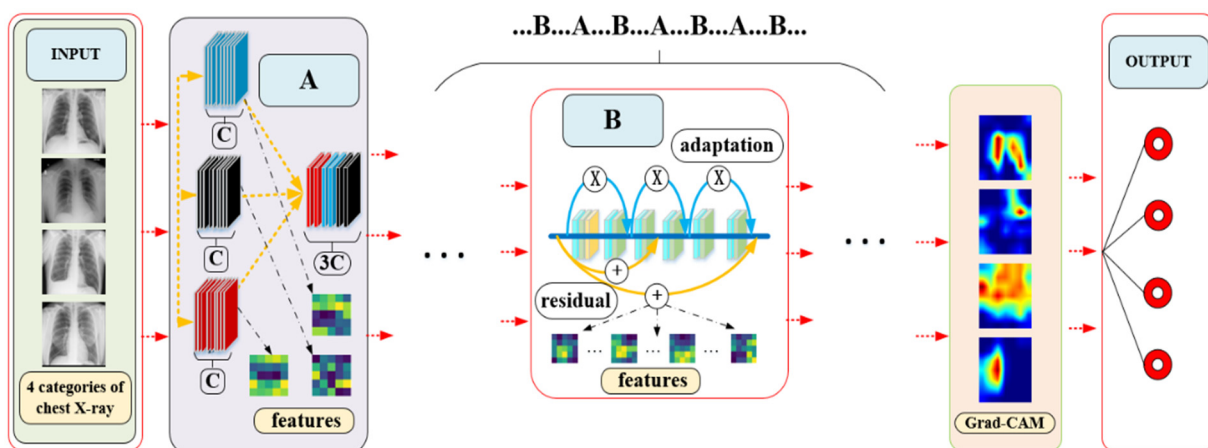 ...B...A...B...A...B...A...B...
INPUT
4 categories of
chest X-ray
A
C
C
3C
C
features
...
B
adaptation
X X X
+
residual
+
... ... ...
features
...
Grad-CAM
OUTPUT